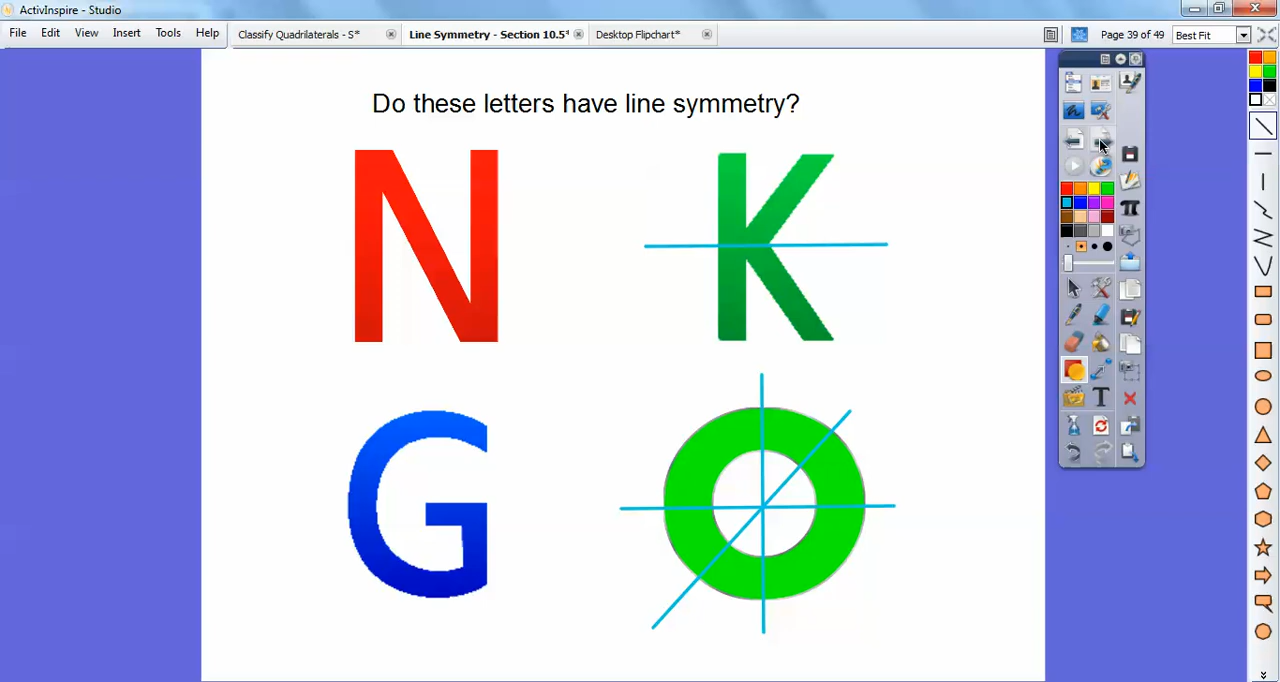 ActivInspire - Studio
File Edit View Insert Tools Help
Classify Quadrilaterals - S* Line Symmetry - Section 10.5* Desktop Flipchart* Page 39 of 49 Best Fit
Do these letters have line symmetry?
N K
G O